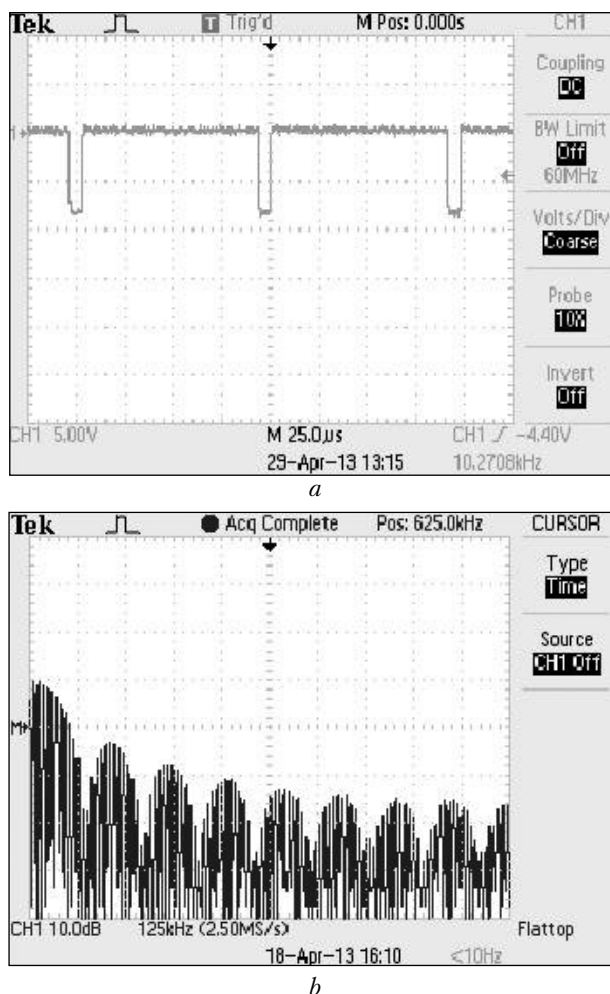 Tek T Trig'd M Pos: 0.000s CH1
Coupling
DC
BW Limit
Off
60MHz
Volts/Div
Coarse
Probe
10X
Invert
Off
CH1 5.00V M 25.0µs CH1 -4.40V
29-Apr-13 13:15 10.2708kHz
a
Tek Acq Complete Pos: 625.0kHz CURSOR
Type
Time
Source
CH1 Off
M
CH1 10.0dB 125kHz (2.50MS/s) Flattop
18-Apr-13 16:10 <10Hz
b